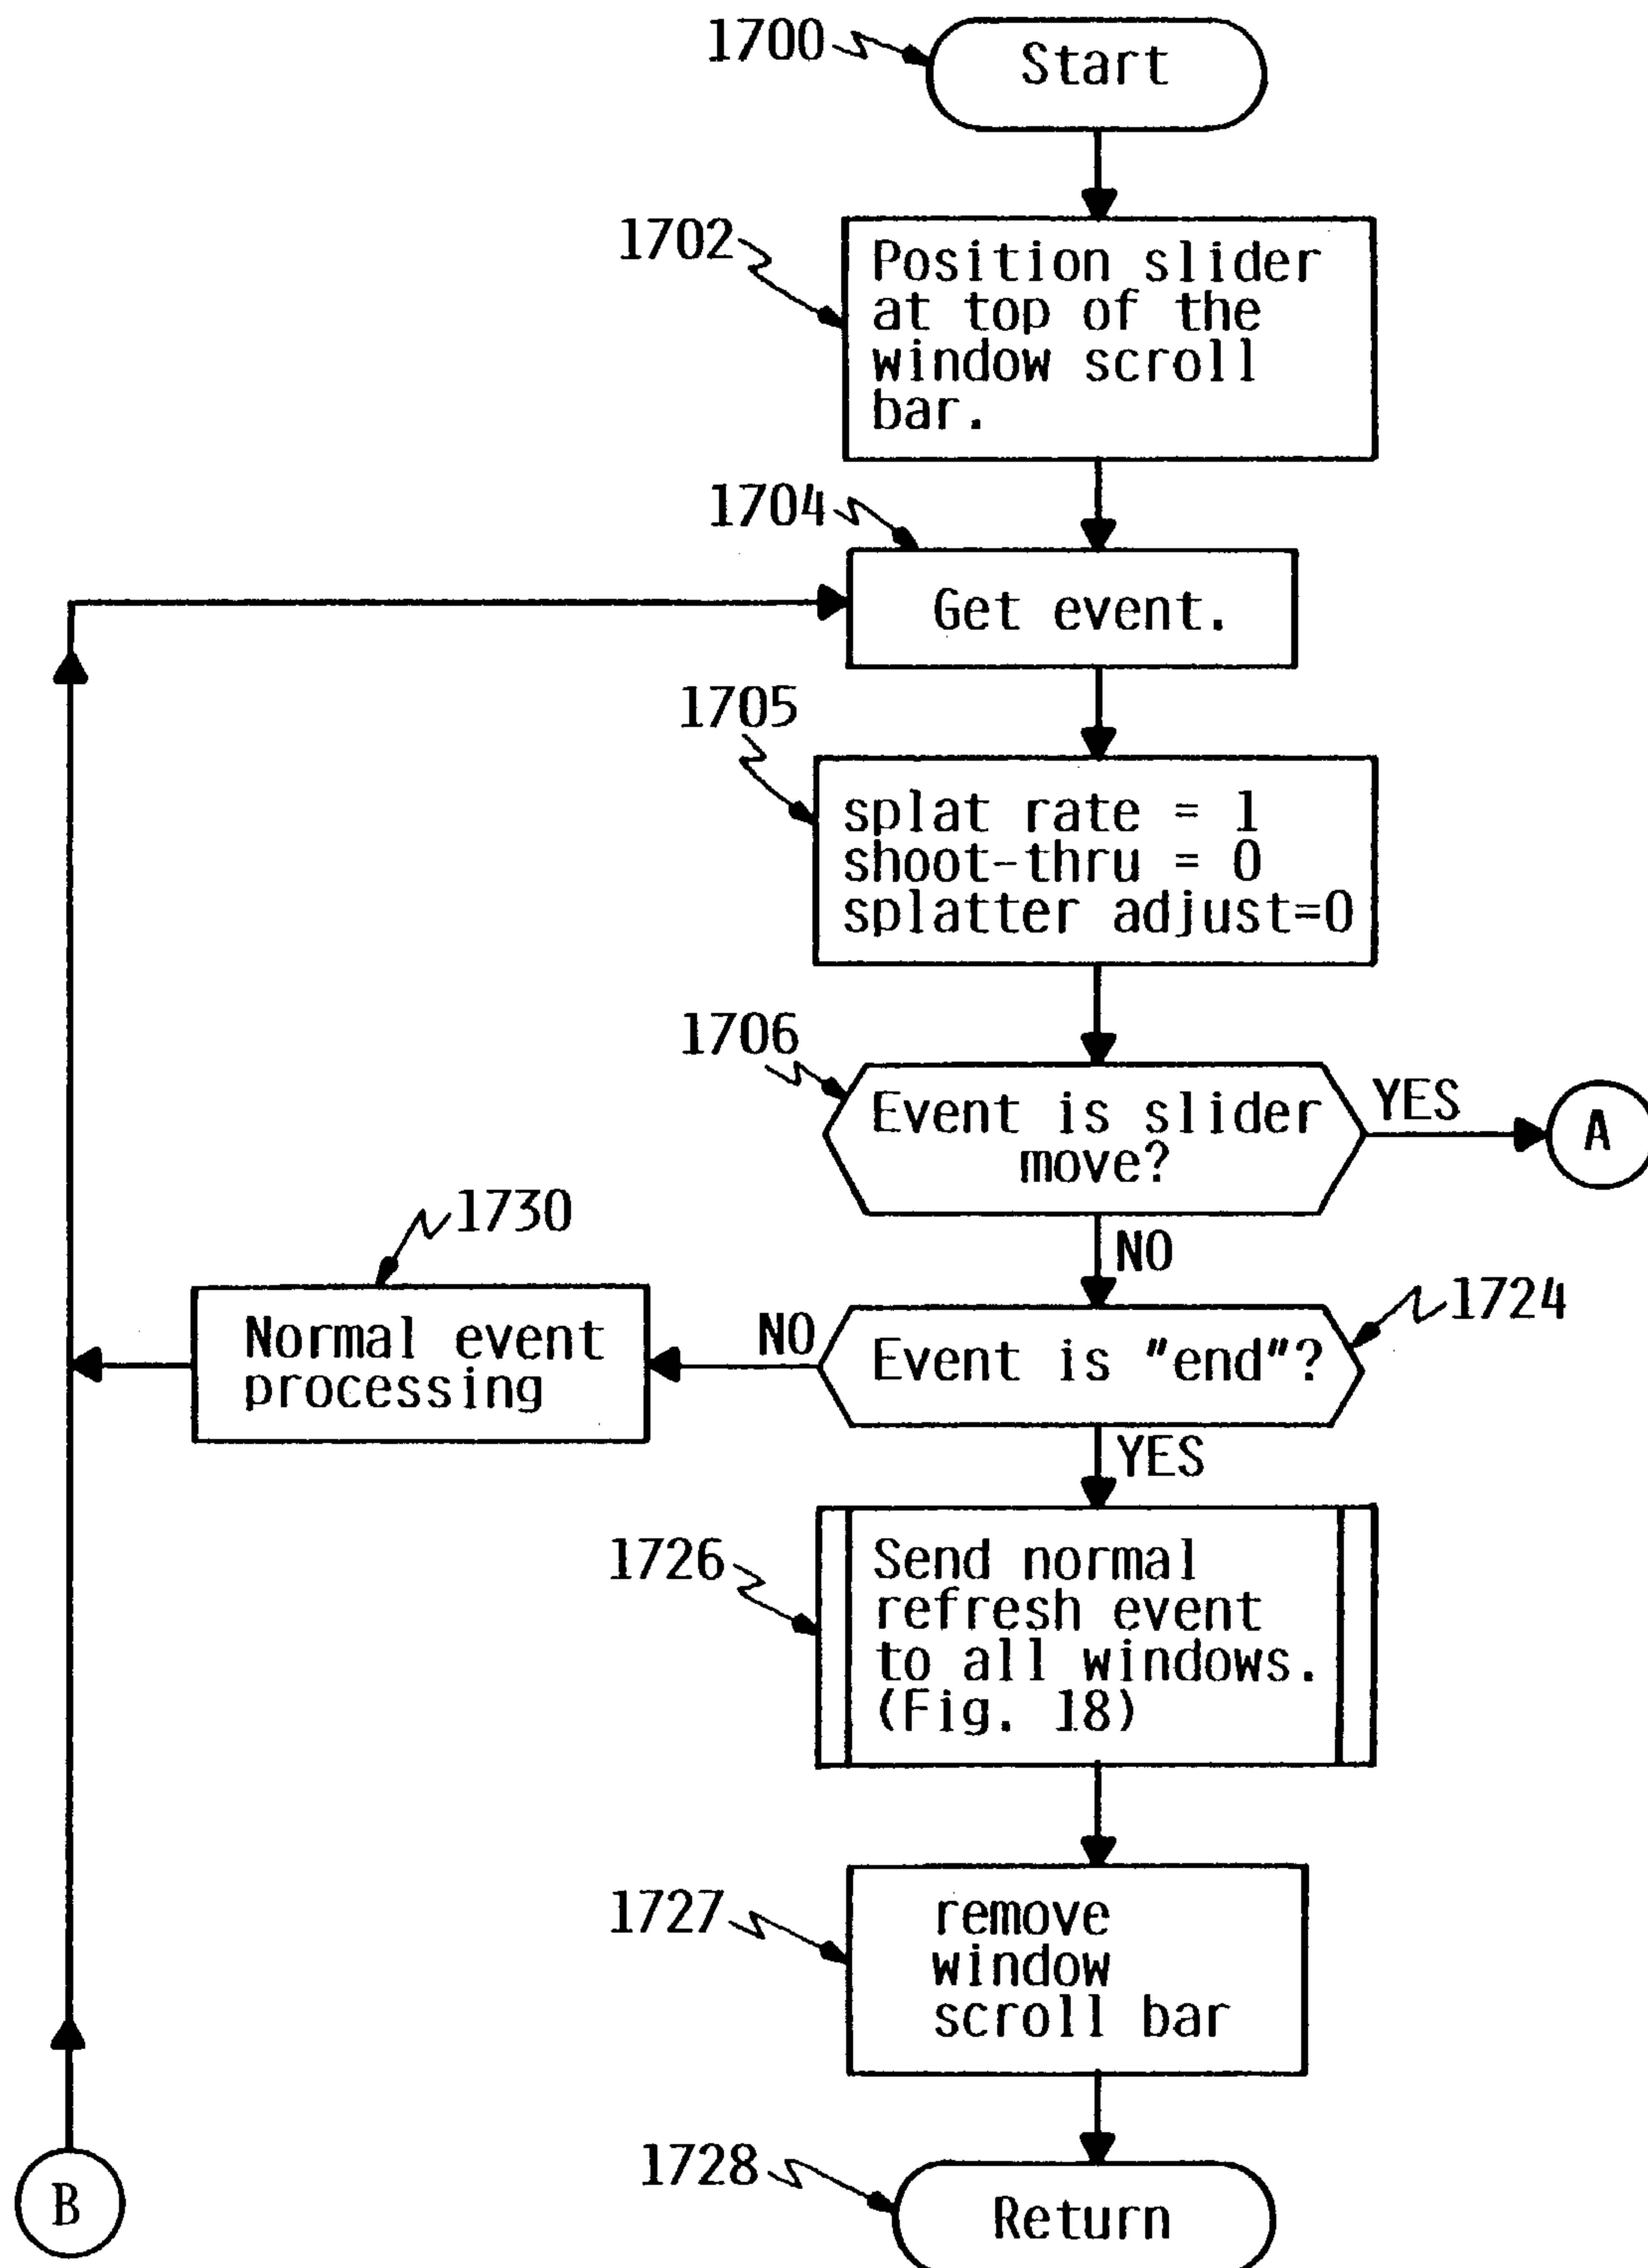 1700
Start
1702
Position slider
at top of the
window scroll
bar.
1704
Get event.
1705
splat rate = 1
shoot-thru = 0
splatter adjust=0
1706
Event is slider
move?
YES
A
NO
1730
Normal event
processing
NO
1724
Event is "end"?
YES
1726
Send normal
refresh event
to all windows.
(Fig. 18)
1727
remove
window
scroll bar
1728
Return
B